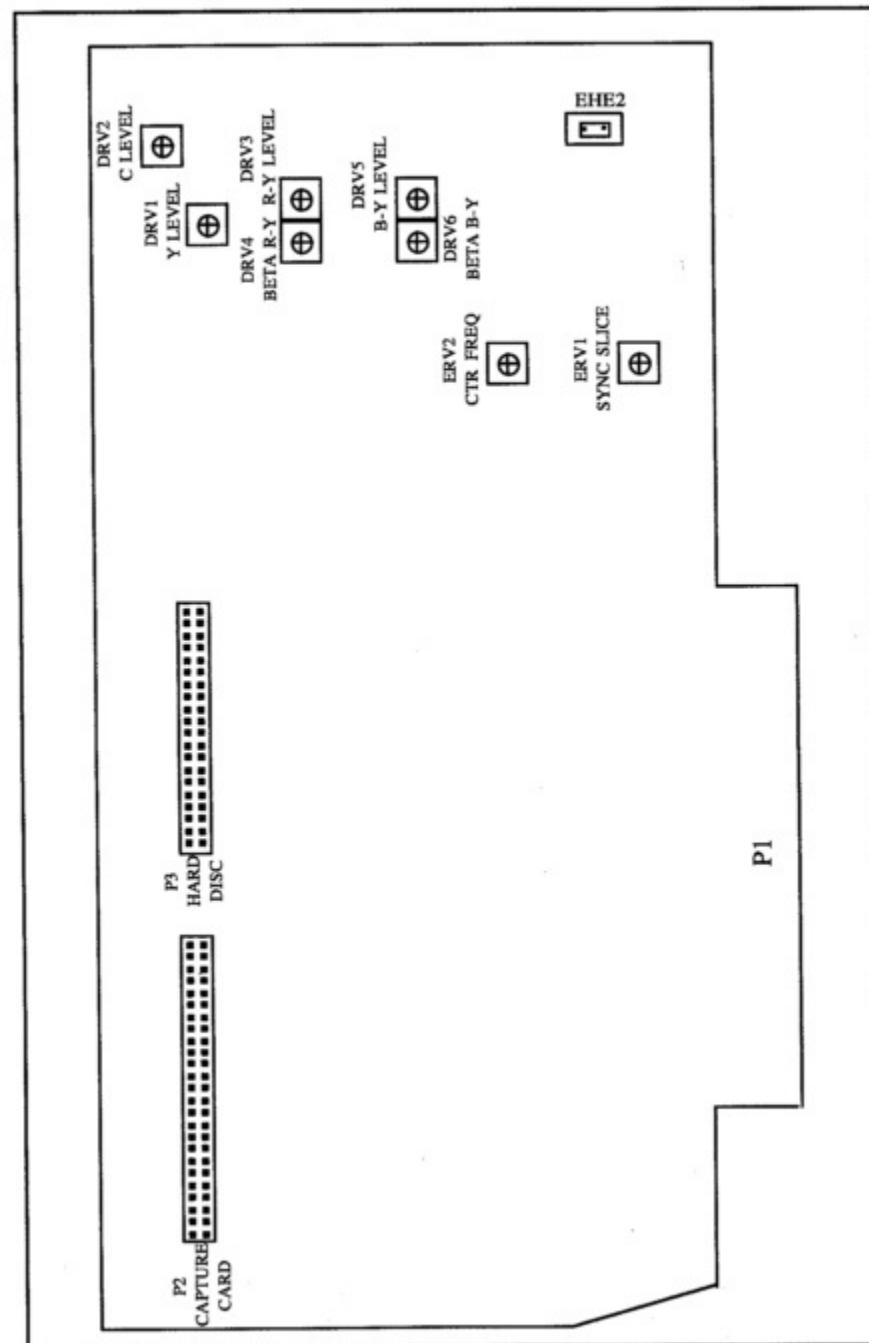 DRV2
C LEVEL
DRV1
Y LEVEL
DRV3
R-Y LEVEL
DRV4
BETA R-Y
DRV5
B-Y LEVEL
DRV6
BETA B-Y
EHE2
ERV2
CTR FREQ
ERV1
SYNC SLICE
P3
HARD
DISC
P2
CAPTURE
CARD
P1